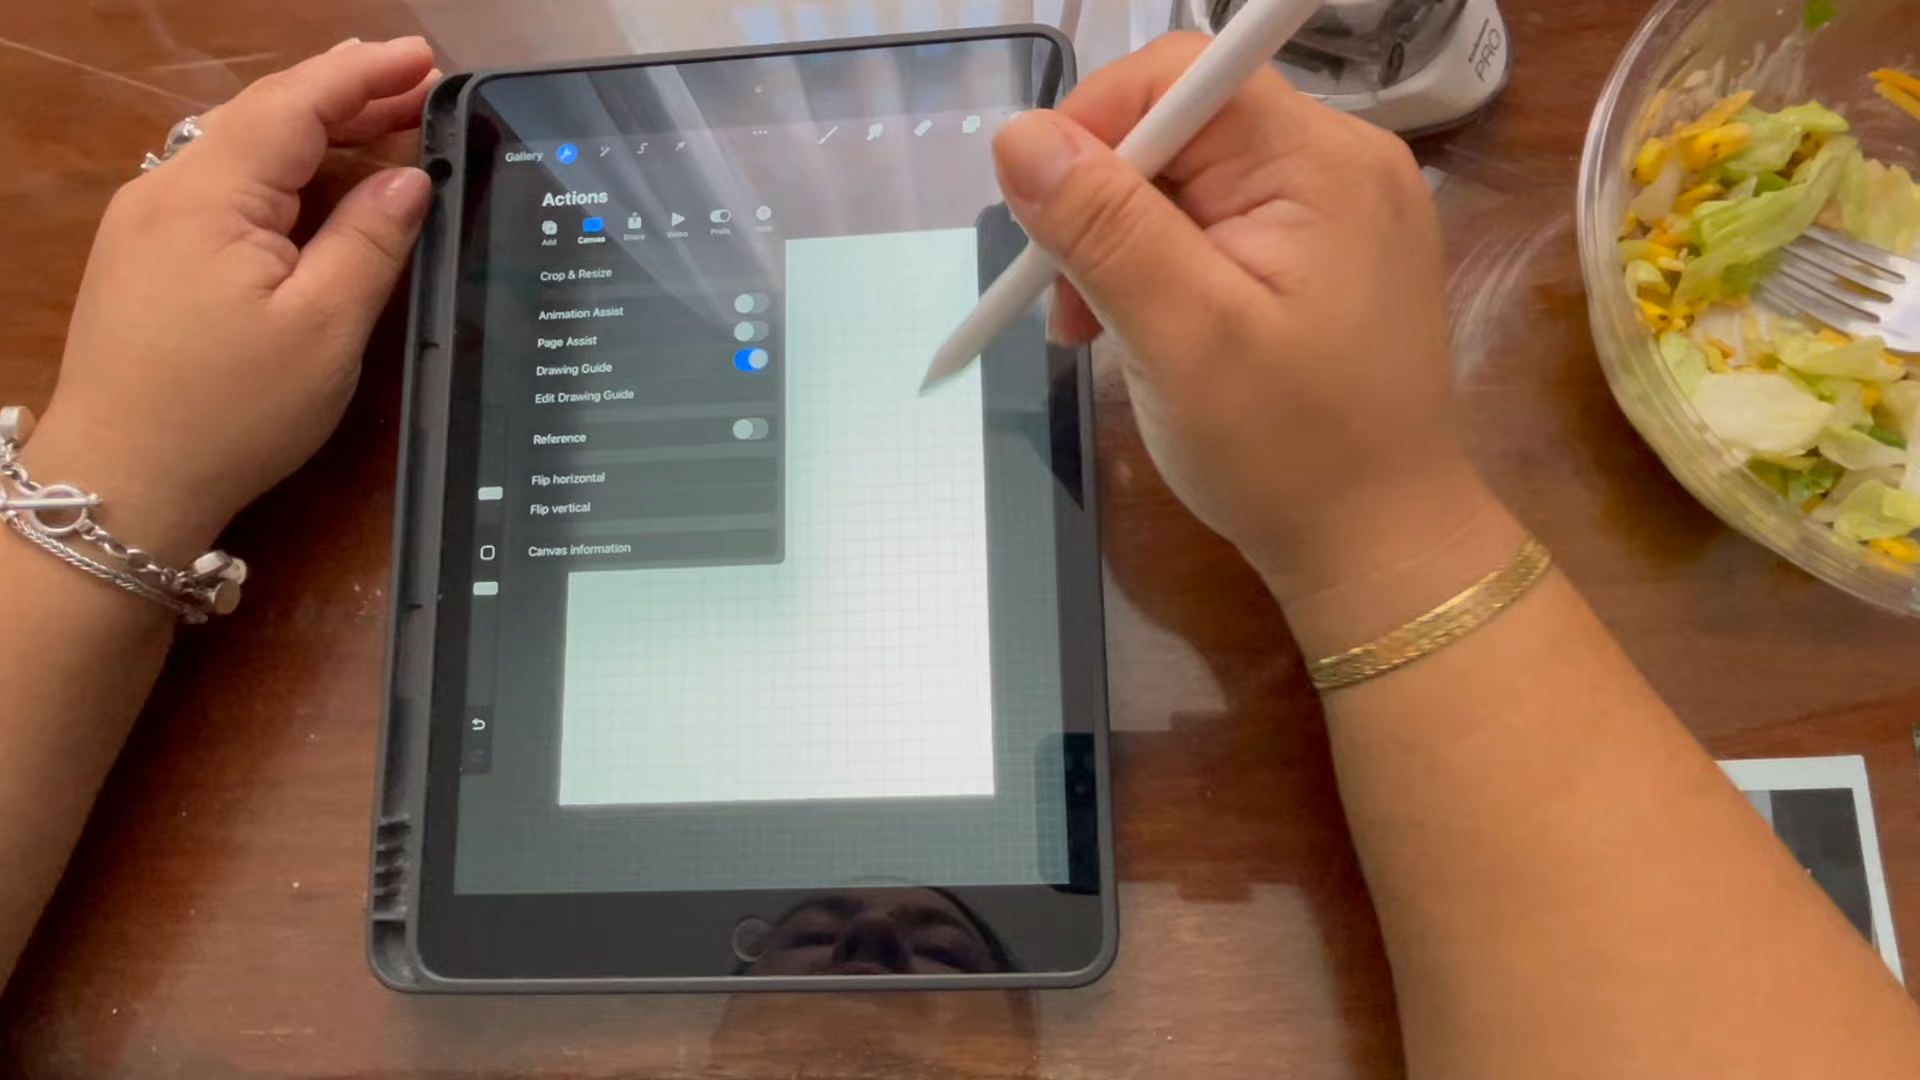 Gallery
Actions
Add Canvas Share Video Prefs
Crop & Resize
Animation Assist
Page Assist
Drawing Guide
Edit Drawing Guide
Reference
Flip horizontal
Flip vertical
Canvas information
PRO